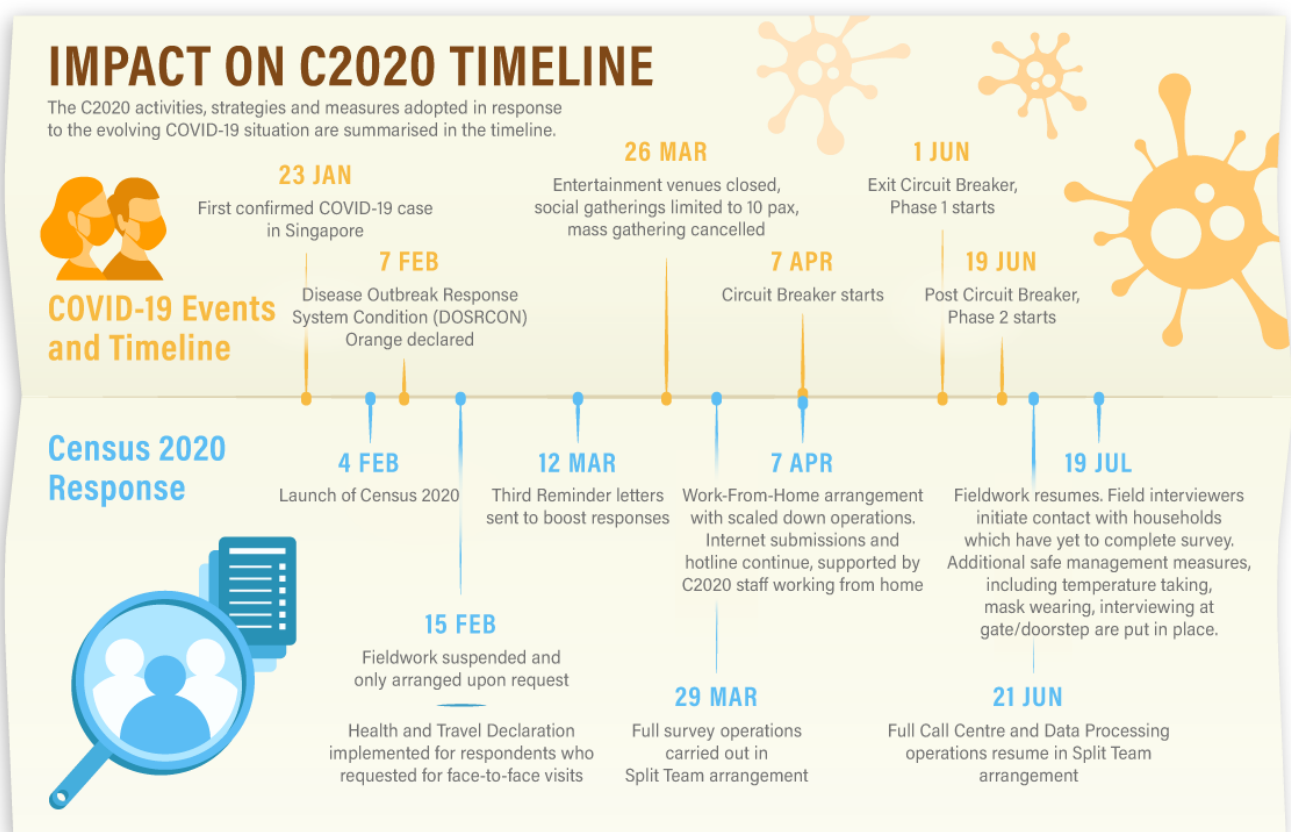 IMPACT ON C2020 TIMELINE
The C2020 activities, strategies and measures adopted in response
to the evolving COVID-19 situation are summarised in the timeline.
COVID-19 Events
and Timeline
23 JAN
First confirmed COVID-19 case
in Singapore
7 FEB
Disease Outbreak Response
System Condition (DOSRCON)
Orange declared
26 MAR
Entertainment venues closed,
social gatherings limited to 10 pax,
mass gathering cancelled
7 APR
Circuit Breaker starts
1 JUN
Exit Circuit Breaker,
Phase 1 starts
19 JUN
Post Circuit Breaker,
Phase 2 starts
Census 2020
Response
4 FEB
Launch of Census 2020
15 FEB
Fieldwork suspended and
only arranged upon request
Health and Travel Declaration
implemented for respondents who
requested for face-to-face visits
12 MAR
Third Reminder letters
sent to boost responses
29 MAR
Full survey operations
carried out in
Split Team arrangement
7 APR
Work-From-Home arrangement
with scaled down operations.
Internet submissions and
hotline continue, supported by
C2020 staff working from home
21 JUN
Full Call Centre and Data Processing
operations resume in Split Team
arrangement
19 JUL
Fieldwork resumes. Field interviewers
initiate contact with households
which have yet to complete survey.
Additional safe management measures,
including temperature taking,
mask wearing, interviewing at
gate/doorstep are put in place.